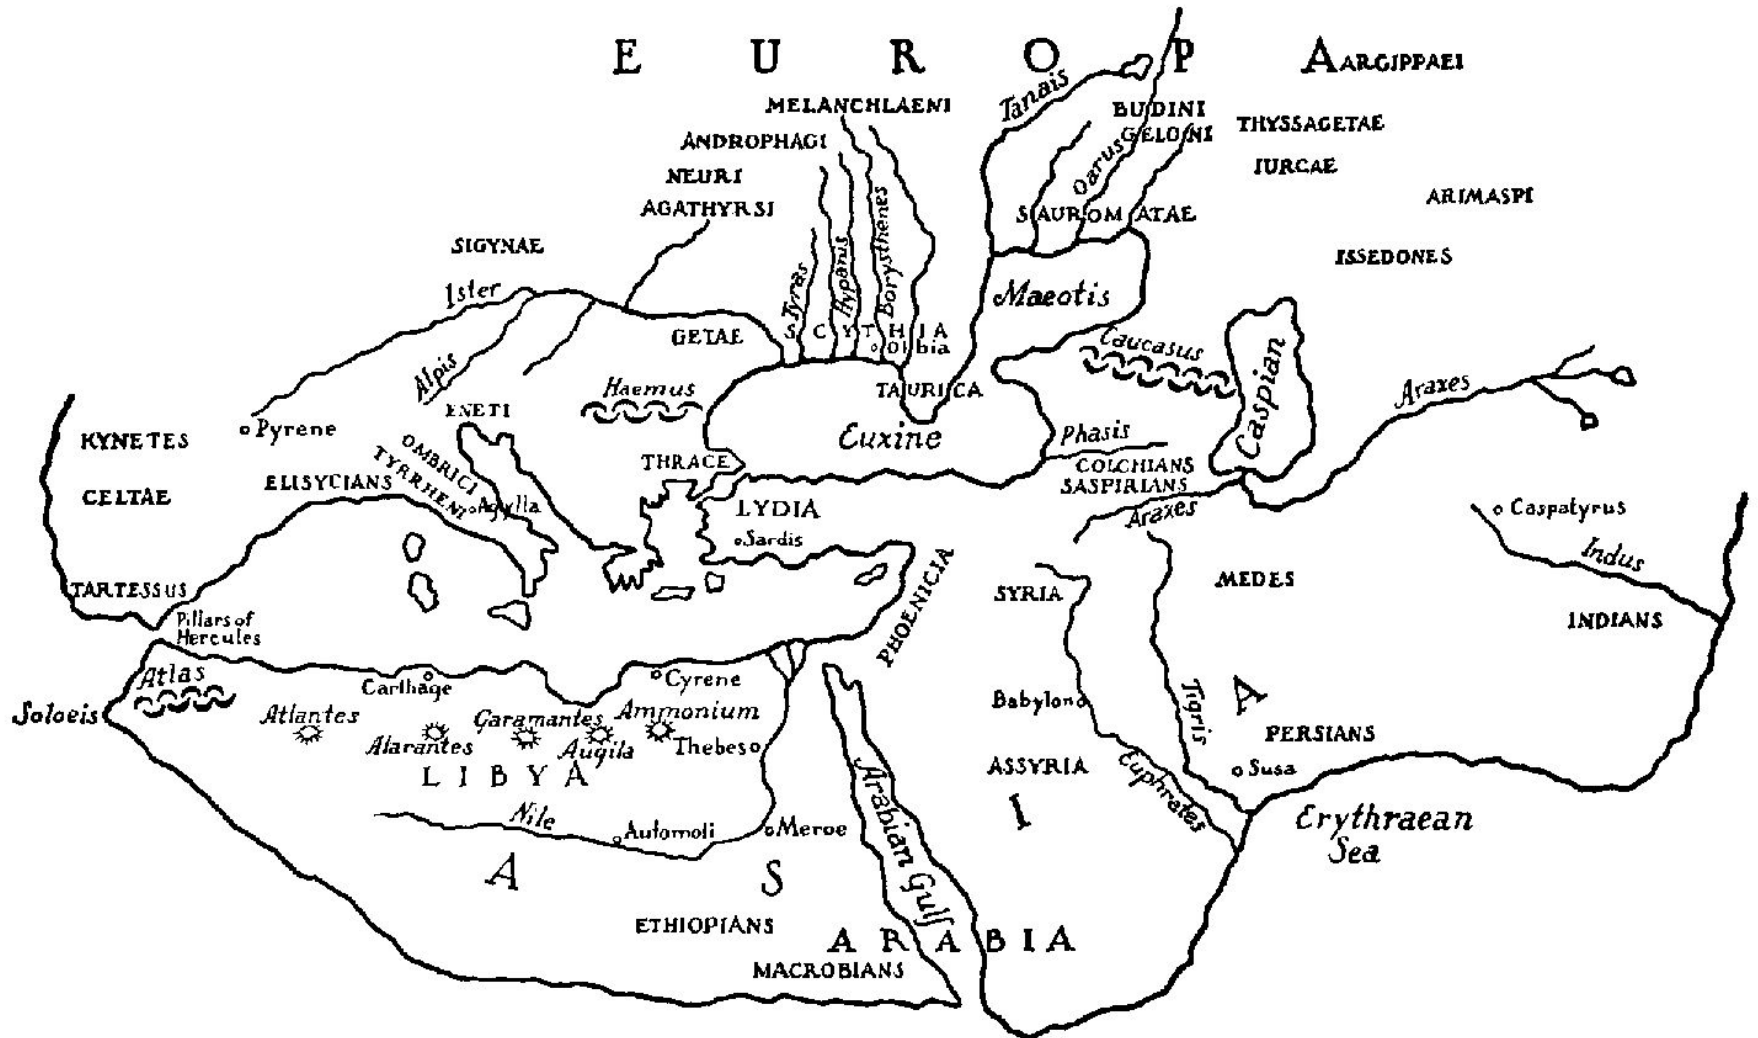 EUROPA
ARGIPPAEI
Tanais
MELANCHLAENI
BUDINI
GELONI
THYSSAGETAE
ANDROPHAGI
IURCAE
NEURI
Oarus
ARIMASPI
AGATHYRSI
SAUROMATAE
SIGYNAE
ISSEDONES
Ister
Tyras
Hypanis
Borysthenes
Maeotis
GETAE
SCYTHIA
Olbia
Caucasus
Alpis
Haemus
TAURICA
Caspian
Araxes
ENETI
KYNETES
Pyrene
Euxine
Phasis
OMBRICI
TYRRHENI
THRACE
COLCHIANS
SASPIRIANS
CELTAE
ELISYCIANS
Agylla
LYDIA
Araxes
Caspatyrus
Sardis
Indus
TARTESSUS
PHOENICIA
SYRIA
MEDES
Pillars of
Hercules
INDIANS
Atlas
Carthage
Cyrene
Babylon
Tigris
Soloeis
Atlantes
Garamantes
Ammonium
Alarantes
Augila
Thebes
PERSIANS
LIBYA
ASSYRIA
Euphrates
Susa
Arabian Gulf
Nile
Automoli
Meroe
Erythraean
Sea
ASIA
ETHIOPIANS
ARABIA
MACROBIANS